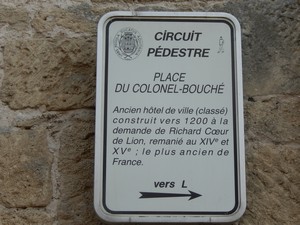 CIRCUIT
PÉDESTRE
PLACE
DU COLONEL-BOUCHÉ
Ancien hôtel de ville (classé)
construit vers 1200 à la
demande de Richard Cœur
de Lion, remanié au XIVe et
XVe ; le plus ancien de
France.
vers L